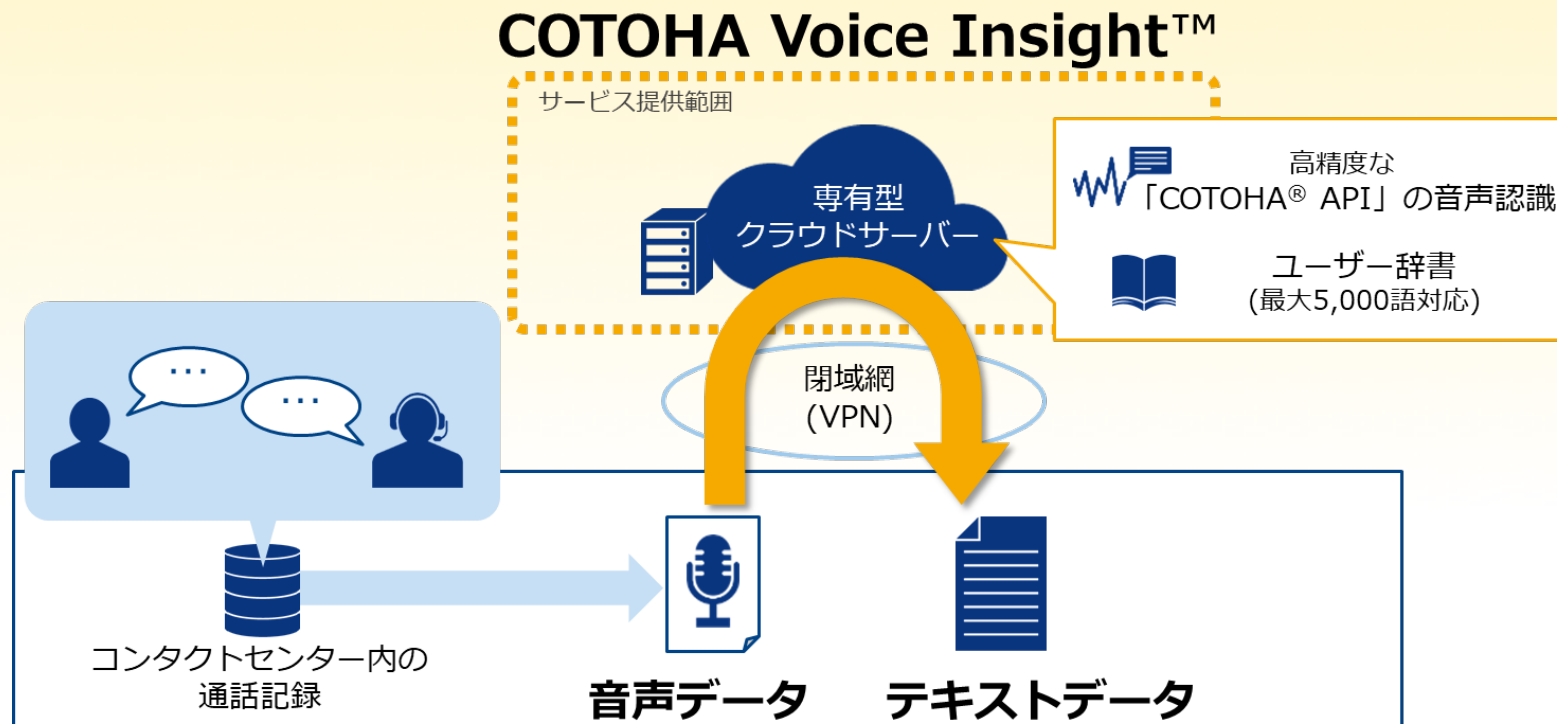 COTOHA Voice Insight™
サービス提供範囲
専有型
クラウドサーバー
高精度な
「COTOHA® API」の音声認識
ユーザー辞書
(最大5,000語対応)
閉域網
(VPN)
...
...
コンタクトセンター内の
通話記録
音声データ
テキストデータ